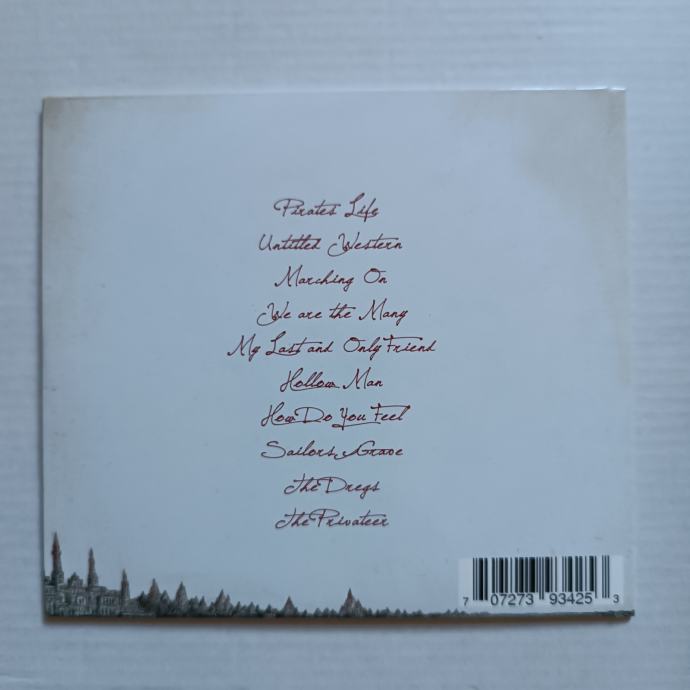 Pirates Life
Untitled Western
Marching On
We are the Many
My Last and Only Friend
Hollow Man
How Do You Feel
Sailors Grave
The Dregs
The Privateer
7 07273 93425 3